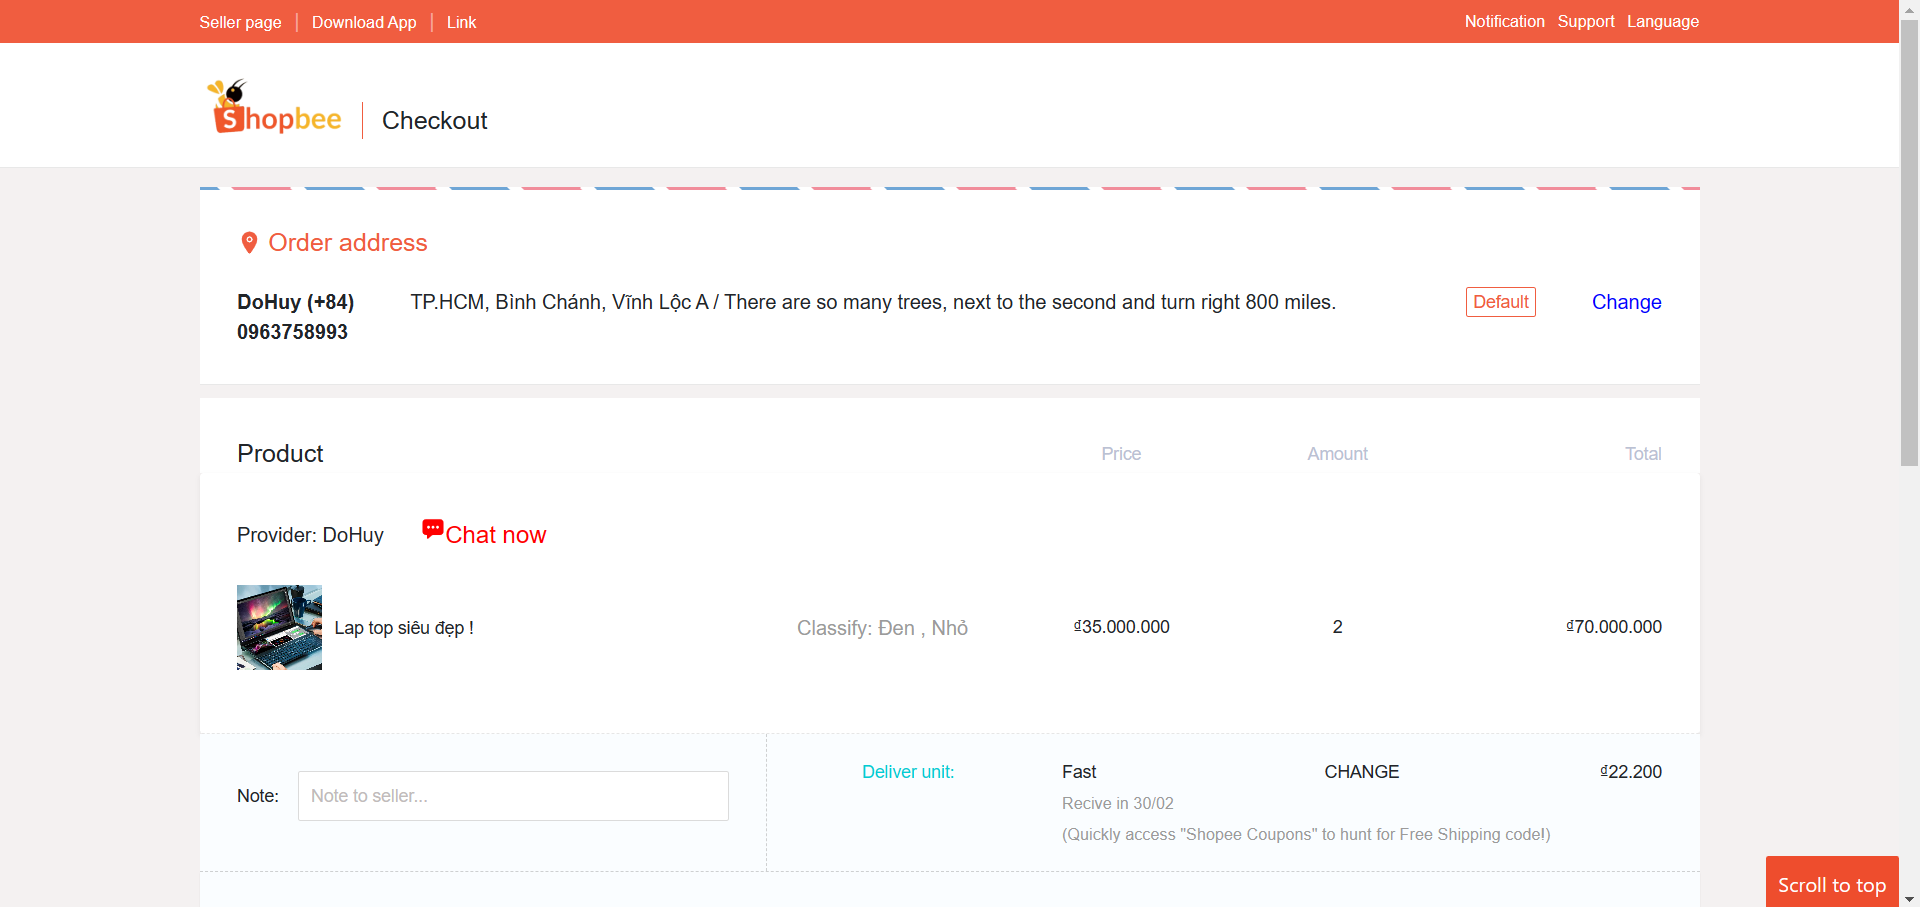 Seller page Download App Link Notification Support Language
Shopbee Checkout
Order address
DoHuy (+84) 0963758993 TP.HCM, Bình Chánh, Vĩnh Lộc A / There are so many trees, next to the second and turn right 800 miles. Default Change
Product Price Amount Total
Provider: DoHuy Chat now
Lap top siêu đẹp ! Classify: Đen , Nhỏ ₫35.000.000 2 ₫70.000.000
Note: Note to seller...
Deliver unit: Fast CHANGE ₫22.200
Recive in 30/02
(Quickly access "Shopee Coupons" to hunt for Free Shipping code!)
Scroll to top